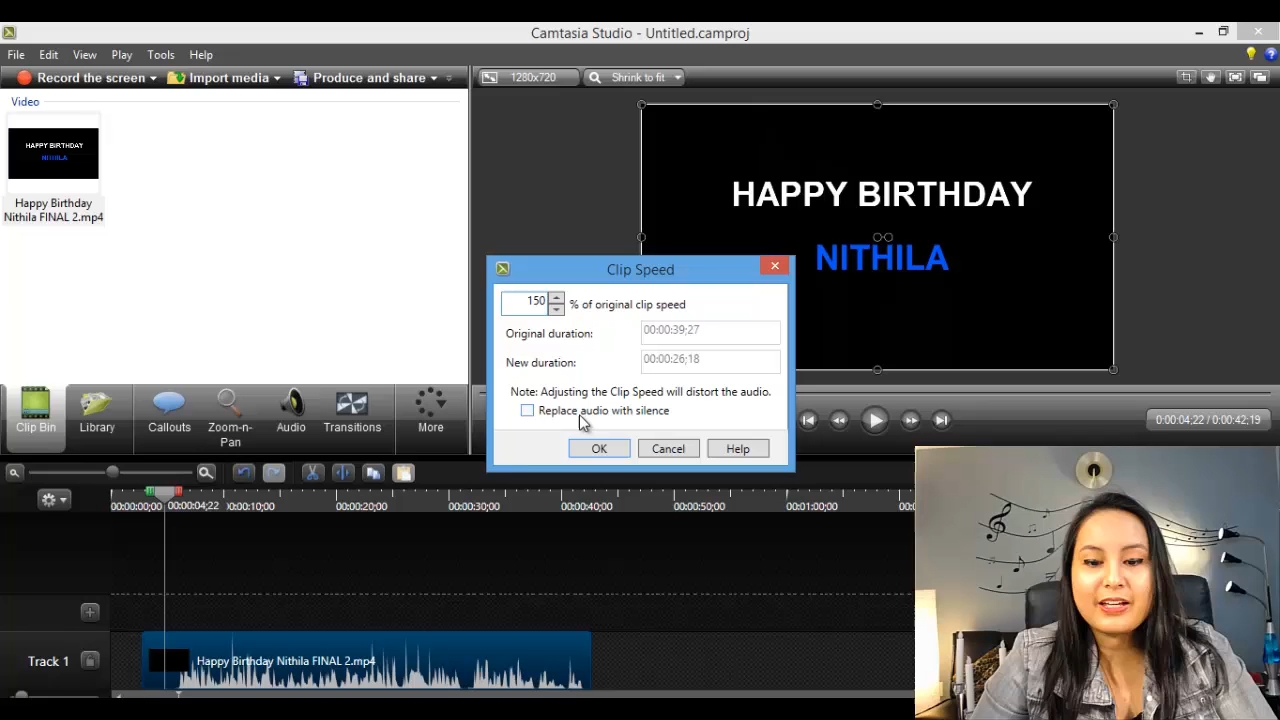 Camtasia Studio - Untitled.camproj
File Edit View Play Tools Help
Record the screen Import media Produce and share
1280x720 Shrink to fit
Video
HAPPY BIRTHDAY
NITHILA
Happy Birthday
Nithila FINAL 2.mp4
HAPPY BIRTHDAY
NITHILA
Clip Speed
150 % of original clip speed
Original duration: 00:00:39;27
New duration: 00:00:26;18
Note: Adjusting the Clip Speed will distort the audio.
Replace audio with silence
OK Cancel Help
Clip Bin Library Callouts Zoom-n-
Pan Audio Transitions More
0:00:04;22 / 0:00:42;19
00:00:00;00 00:00:04;22 00:00:20;00 00:00:30;00 00:00:40;00 00:00:50;00 00:01:00;00
Track 1 Happy Birthday Nithila FINAL 2.mp4